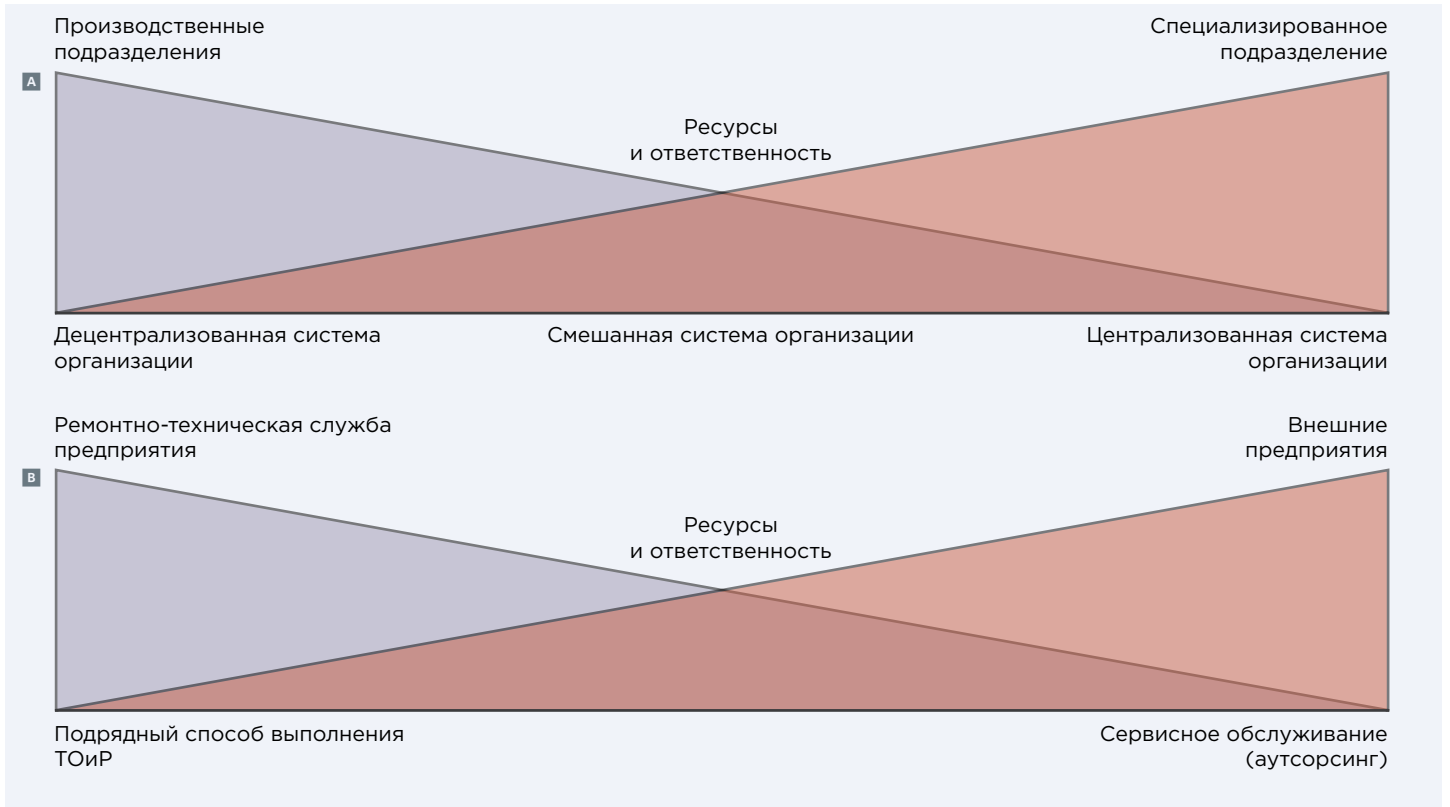 Производственные
подразделения
Специализированное
подразделение
A
Ресурсы
и ответственность
Децентрализованная система
организации
Смешанная система организации
Централизованная система
организации
Ремонтно-техническая служба
предприятия
Внешние
предприятия
B
Ресурсы
и ответственность
Подрядный способ выполнения
ТОиР
Сервисное обслуживание
(аутсорсинг)